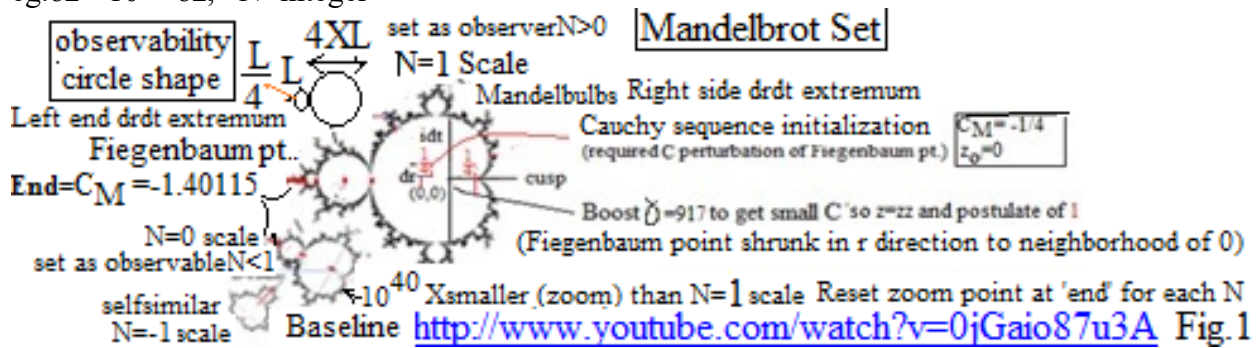 observability
circle shape
L
4
L
4XL
set as observerN>0
Mandelbrot Set
N=1 Scale
Mandelbulbs Right side drdt extremum
Left end drdt extremum
Cauchy sequence initialization
(required C perturbation of Fiegenbaum pt.)
CM= -1/4
zo=0
Fiegenbaum pt..
End=CM =-1.40115
idt
dr
(0,0)
cusp
Boost =917 to get small C so z=zz and postulate of 1
(Fiegenbaum point shrunk in r direction to neighborhood of 0)
N=0 scale
set as observableN<1
selfsimilar
N=-1 scale
10^40 Xsmaller (zoom) than N=1 scale Reset zoom point at 'end' for each N
Baseline http://www.youtube.com/watch?v=0jGaio87u3A Fig.1